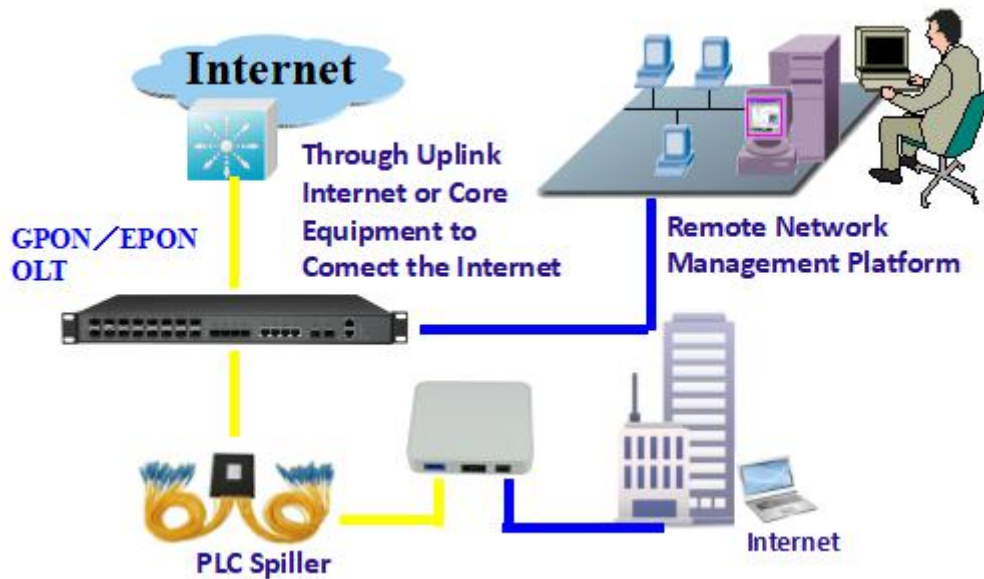 Internet
Through Uplink
Internet or Core
Equipment to
Comect the Internet
GPON／EPON
OLT
Remote Network
Management Platform
PLC Spiller
Internet